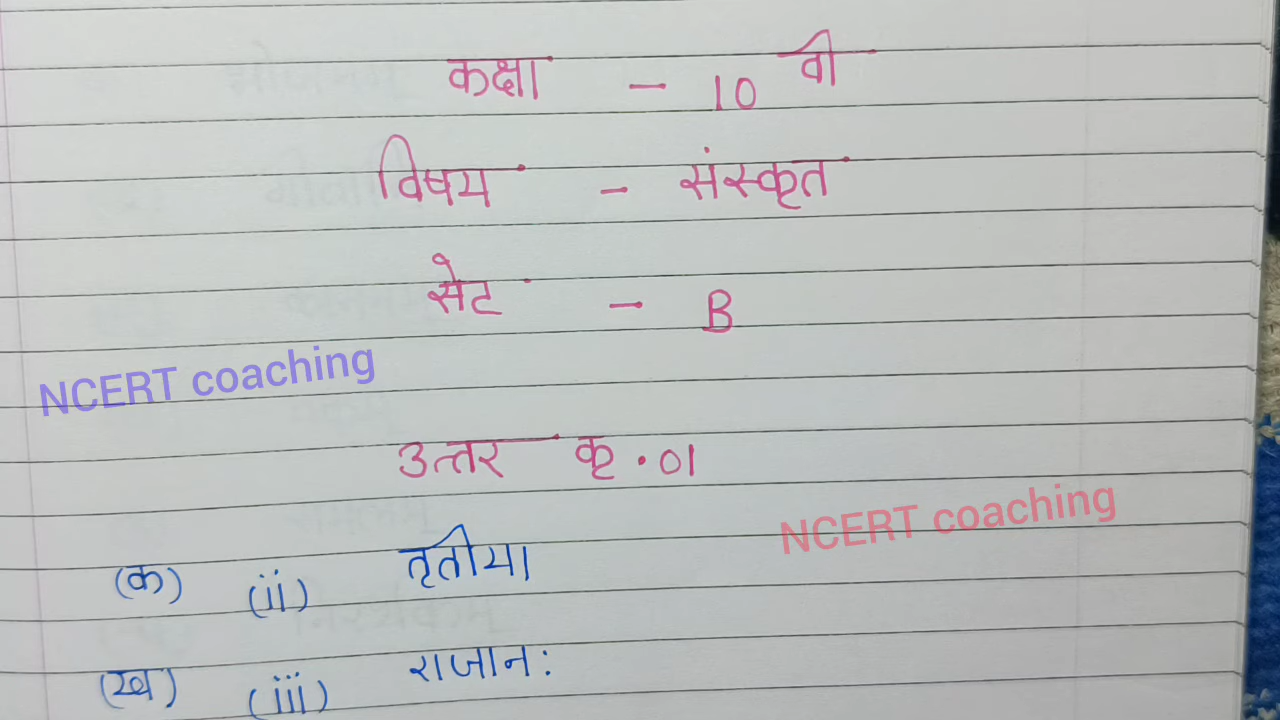 कक्षा - 10 वी
विषय - संस्कृत
सेट - B
NCERT coaching
उत्तर कृ.01
NCERT coaching
(क) (ii) तृतीया
(ख) (iii) राजान: